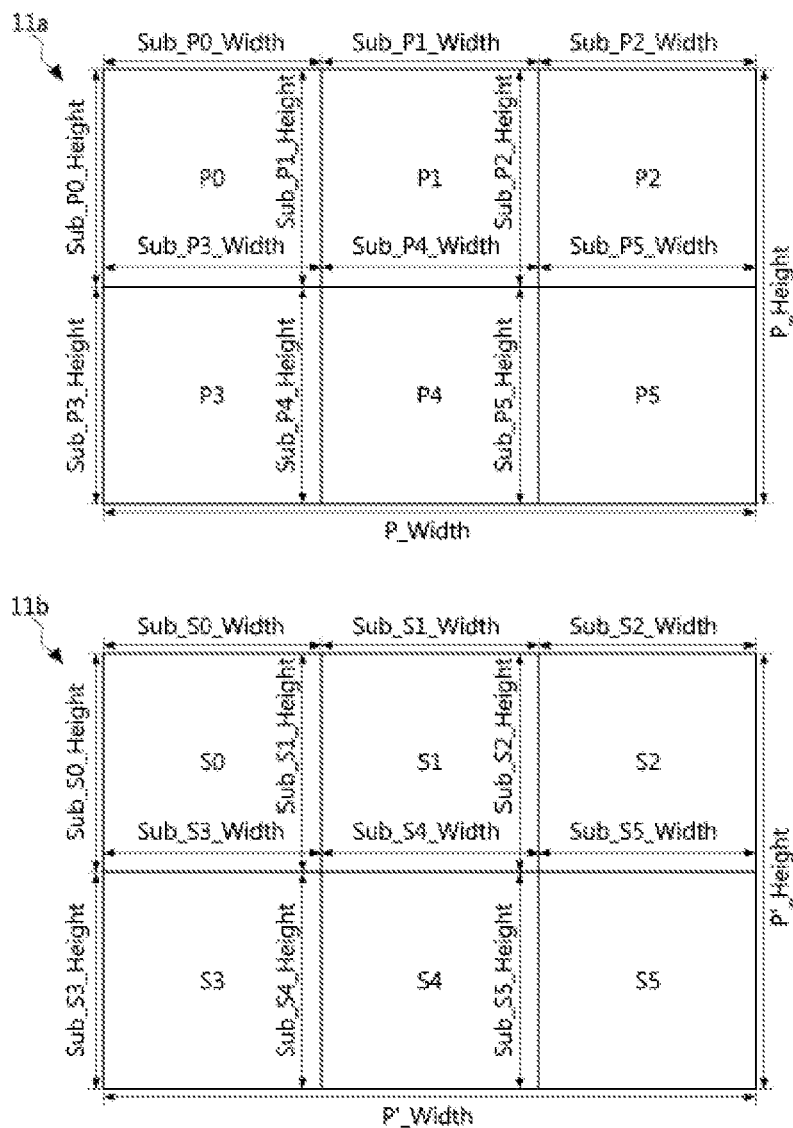 11a
Sub_P0_Width Sub_P1_Width Sub_P2_Width
Sub_P0_Height
Sub_P1_Height
Sub_P2_Height
P0 P1 P2
Sub_P3_Width Sub_P4_Width Sub_P5_Width
P_Height
Sub_P3_Height
Sub_P4_Height
Sub_P5_Height
P3 P4 P5
P_Width
11b
Sub_S0_Width Sub_S1_Width Sub_S2_Width
Sub_S0_Height
Sub_S1_Height
Sub_S2_Height
S0 S1 S2
Sub_S3_Width Sub_S4_Width Sub_S5_Width
P'_Height
Sub_S3_Height
Sub_S4_Height
Sub_S5_Height
S3 S4 S5
P'_Width